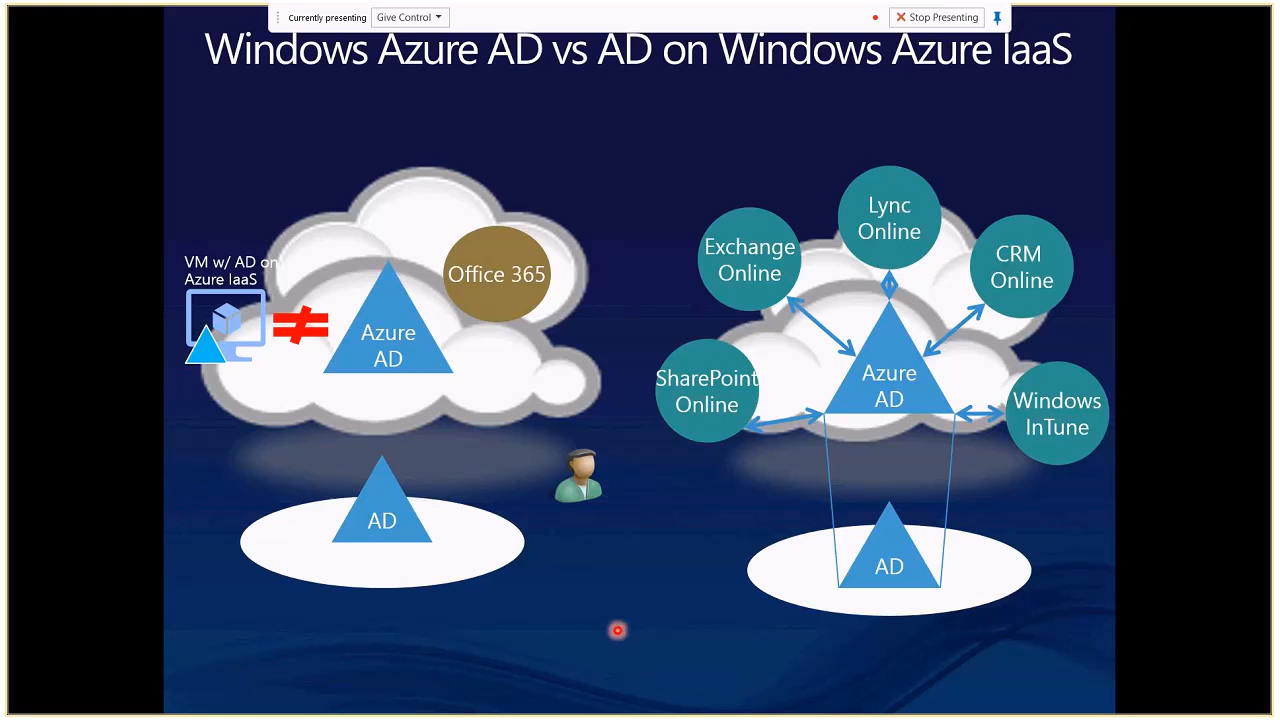 Currently presenting
Give Control
Stop Presenting
Windows Azure AD vs AD on Windows Azure IaaS
VM w/ AD on
Azure IaaS
Office 365
Azure
AD
AD
Lync
Online
Exchange
Online
CRM
Online
SharePoint
Online
Azure
AD
Windows
InTune
AD